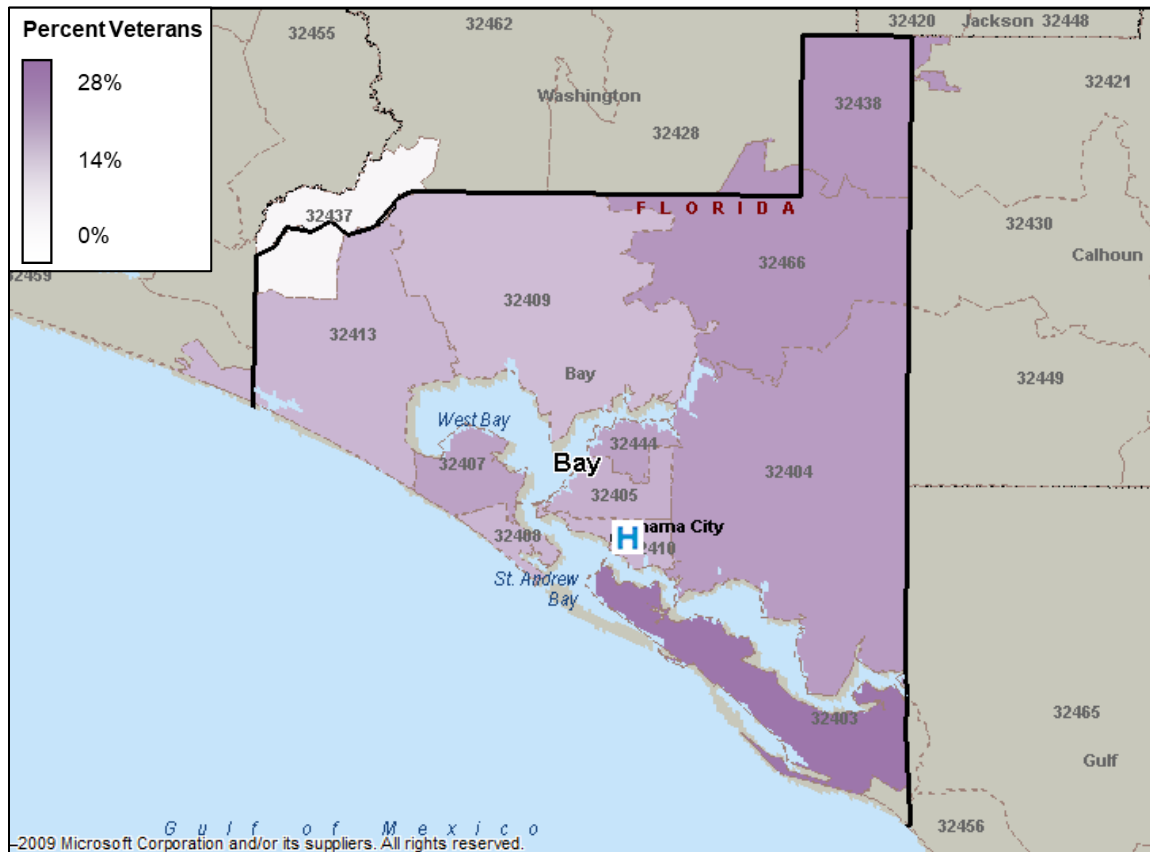 Percent Veterans
28%
14%
0%
32455
32462
32420
Jackson 32448
Washington
32438
32421
32428
32437
FLORIDA
32430
32466
Calhoun
32459
32409
32413
Bay
32449
West Bay
32444
32407
Bay
32404
32405
H
City
32408
St. Andrew
Bay
32403
32465
Gulf
32456
Gulf of Mexico
2009 Microsoft Corporation and/or its suppliers. All rights reserved.